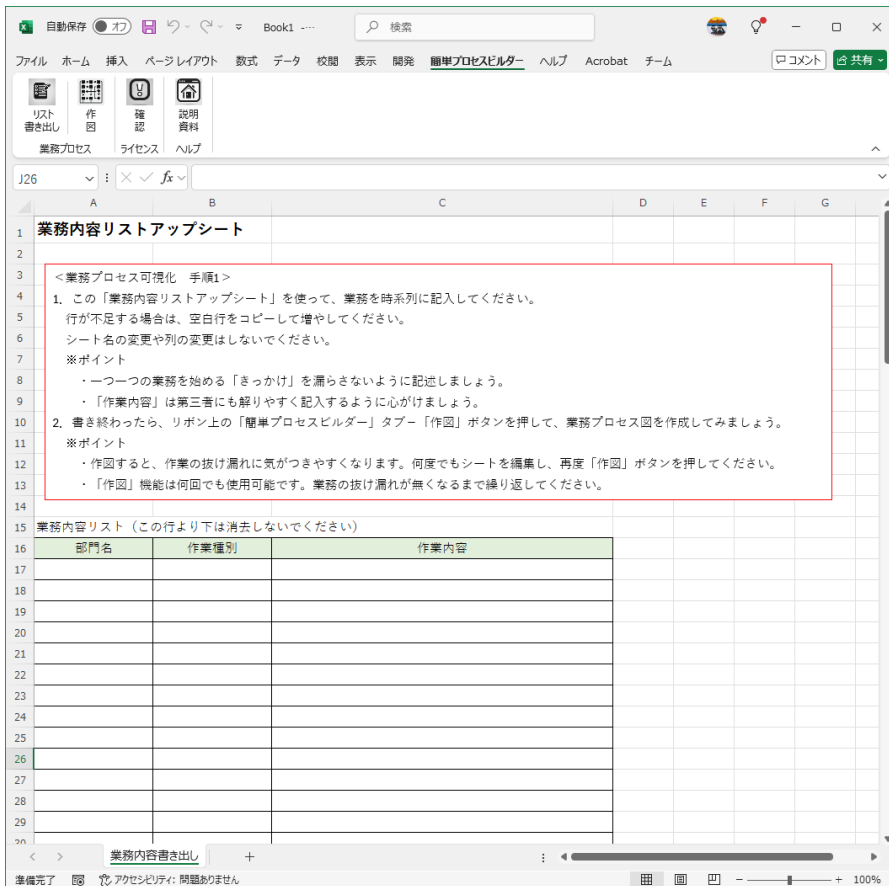 自動保存 オフ Book1 -… 検索
ファイル ホーム 挿入 ページ レイアウト 数式 データ 校閲 表示 開発 簡単プロセスビルダー ヘルプ Acrobat チーム コメント 共有
リスト
書き出し
作
図
確
認
説明
資料
業務プロセス ライセンス ヘルプ
J26 fx
A B C D E F G
1 業務内容リストアップシート
2
3 <業務プロセス可視化 手順1>
4 1. この「業務内容リストアップシート」を使って、業務を時系列に記入してください。
5 行が不足する場合は、空白行をコピーして増やしてください。
6 シート名の変更や列の変更はしないでください。
7 ※ポイント
8 ・一つ一つの業務を始める「きっかけ」を漏らさないように記述しましょう。
9 ・「作業内容」は第三者にも解りやすく記入するように心がけましょう。
10 2. 書き終わったら、リボン上の「簡単プロセスビルダー」タブ－「作図」ボタンを押して、業務プロセス図を作成してみましょう。
11 ※ポイント
12 ・作図すると、作業の抜け漏れに気がつきやすくなります。何度でもシートを編集し、再度「作図」ボタンを押してください。
13 ・「作図」機能は何回でも使用可能です。業務の抜け漏れが無くなるまで繰り返してください。
14
15 業務内容リスト（この行より下は消去しないでください）
16 部門名 作業種別 作業内容
17
18
19
20
21
22
23
24
25
26
27
28
29
30
業務内容書き出し
準備完了 アクセシビリティ: 問題ありません 100%